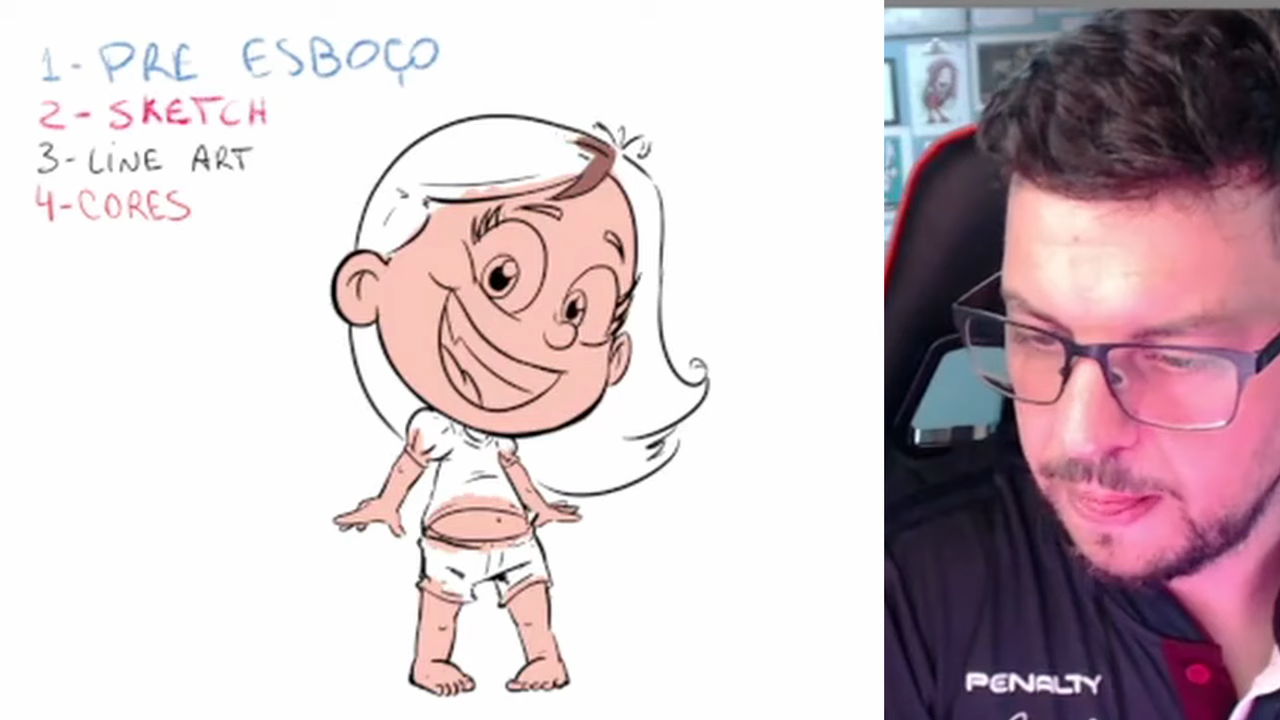 1- PRE ESBOÇO
2- SKETCH
3- LINE ART
4- CORES
PENALTY